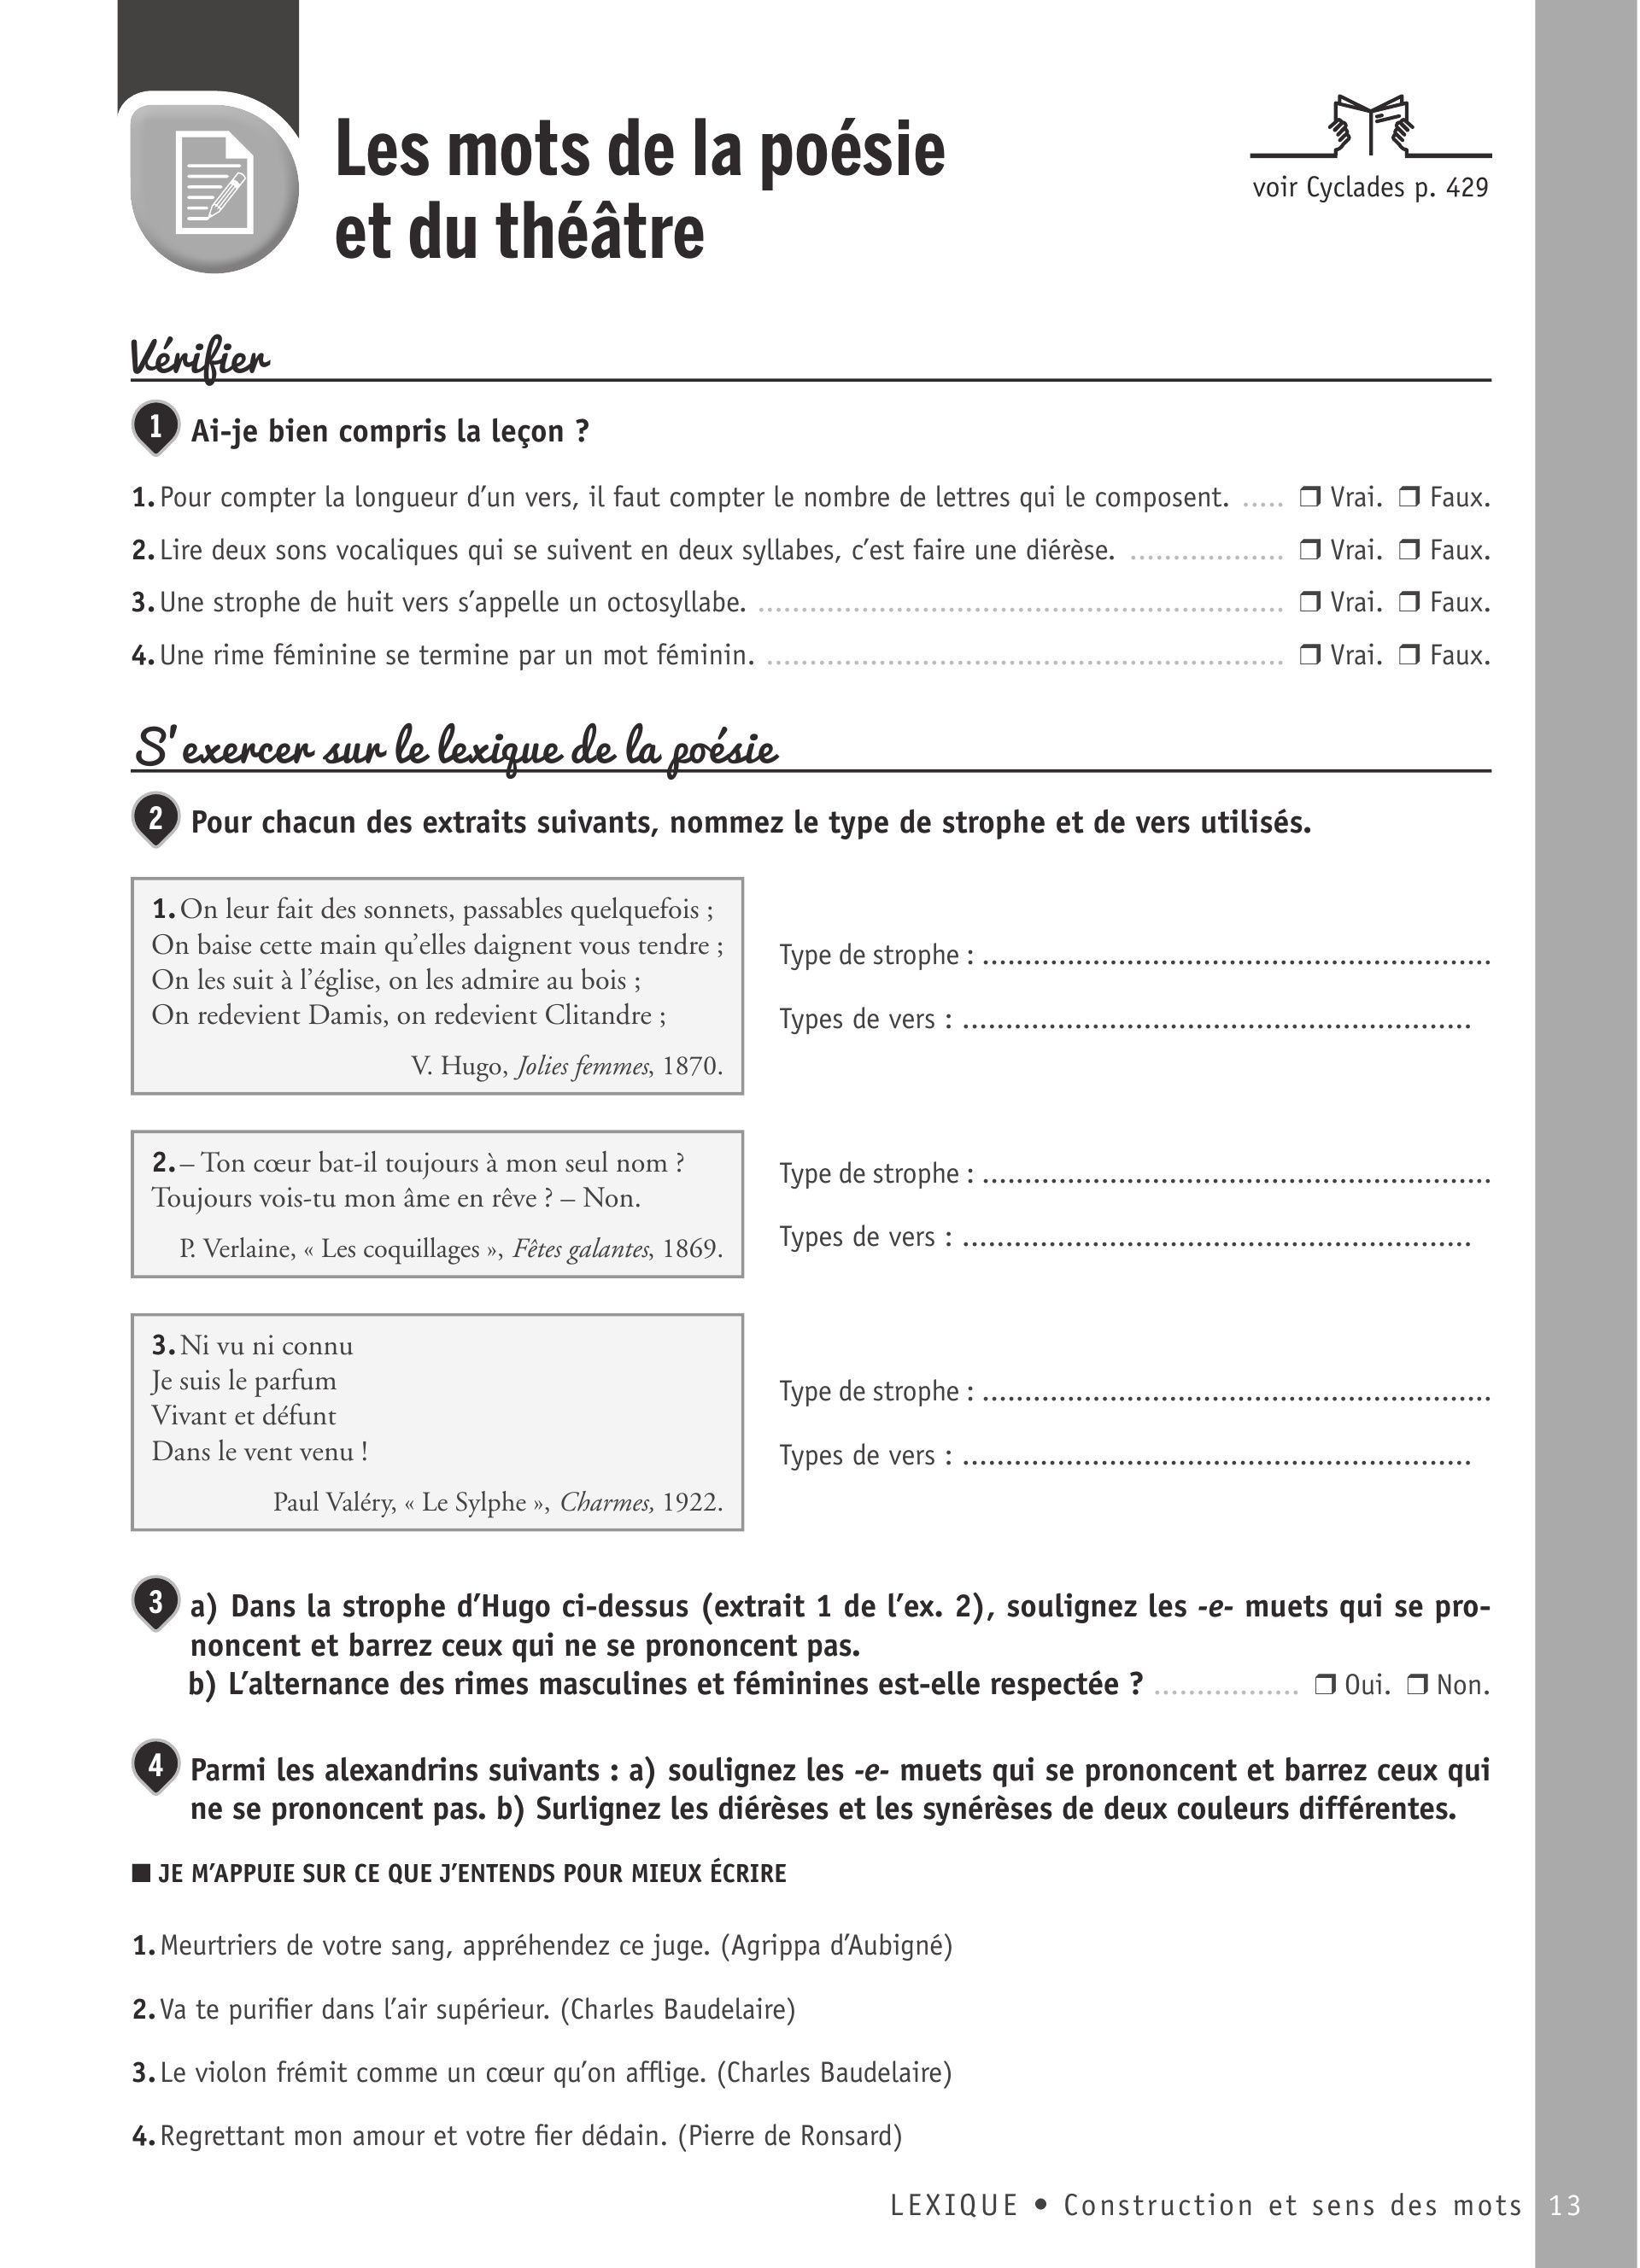 Les mots de la poésie
et du théâtre
voir Cyclades p. 429
Vérifier
1 Ai-je bien compris la leçon ?
1. Pour compter la longueur d’un vers, il faut compter le nombre de lettres qui le composent. ..... ❒ Vrai. ❒ Faux.
2. Lire deux sons vocaliques qui se suivent en deux syllabes, c’est faire une diérèse. .................. ❒ Vrai. ❒ Faux.
3. Une strophe de huit vers s’appelle un octosyllabe. ............................................................. ❒ Vrai. ❒ Faux.
4. Une rime féminine se termine par un mot féminin. ............................................................ ❒ Vrai. ❒ Faux.
S’exercer sur le lexique de la poésie
2 Pour chacun des extraits suivants, nommez le type de strophe et de vers utilisés.
1. On leur fait des sonnets, passables quelquefois ;
On baise cette main qu’elles daignent vous tendre ;
On les suit à l’église, on les admire au bois ;
On redevient Damis, on redevient Clitandre ;
V. Hugo, Jolies femmes, 1870.
Type de strophe : ............................................................
Types de vers : ............................................................
2. – Ton cœur bat-il toujours à mon seul nom ?
Toujours vois-tu mon âme en rêve ? – Non.
P. Verlaine, « Les coquillages », Fêtes galantes, 1869.
Type de strophe : ............................................................
Types de vers : ............................................................
3. Ni vu ni connu
Je suis le parfum
Vivant et défunt
Dans le vent venu !
Paul Valéry, « Le Sylphe », Charmes, 1922.
Type de strophe : ............................................................
Types de vers : ............................................................
3 a) Dans la strophe d’Hugo ci-dessus (extrait 1 de l’ex. 2), soulignez les -e- muets qui se pro-
noncent et barrez ceux qui ne se prononcent pas.
b) L’alternance des rimes masculines et féminines est-elle respectée ? ................. ❒ Oui. ❒ Non.
4 Parmi les alexandrins suivants : a) soulignez les -e- muets qui se prononcent et barrez ceux qui
ne se prononcent pas. b) Surlignez les diérèses et les synérèses de deux couleurs différentes.
■ JE M’APPUIE SUR CE QUE J’ENTENDS POUR MIEUX ÉCRIRE
1. Meurtriers de votre sang, appréhendez ce juge. (Agrippa d’Aubigné)
2. Va te purifier dans l’air supérieur. (Charles Baudelaire)
3. Le violon frémit comme un cœur qu’on afflige. (Charles Baudelaire)
4. Regrettant mon amour et votre fier dédain. (Pierre de Ronsard)
LEXIQUE • Construction et sens des mots 13